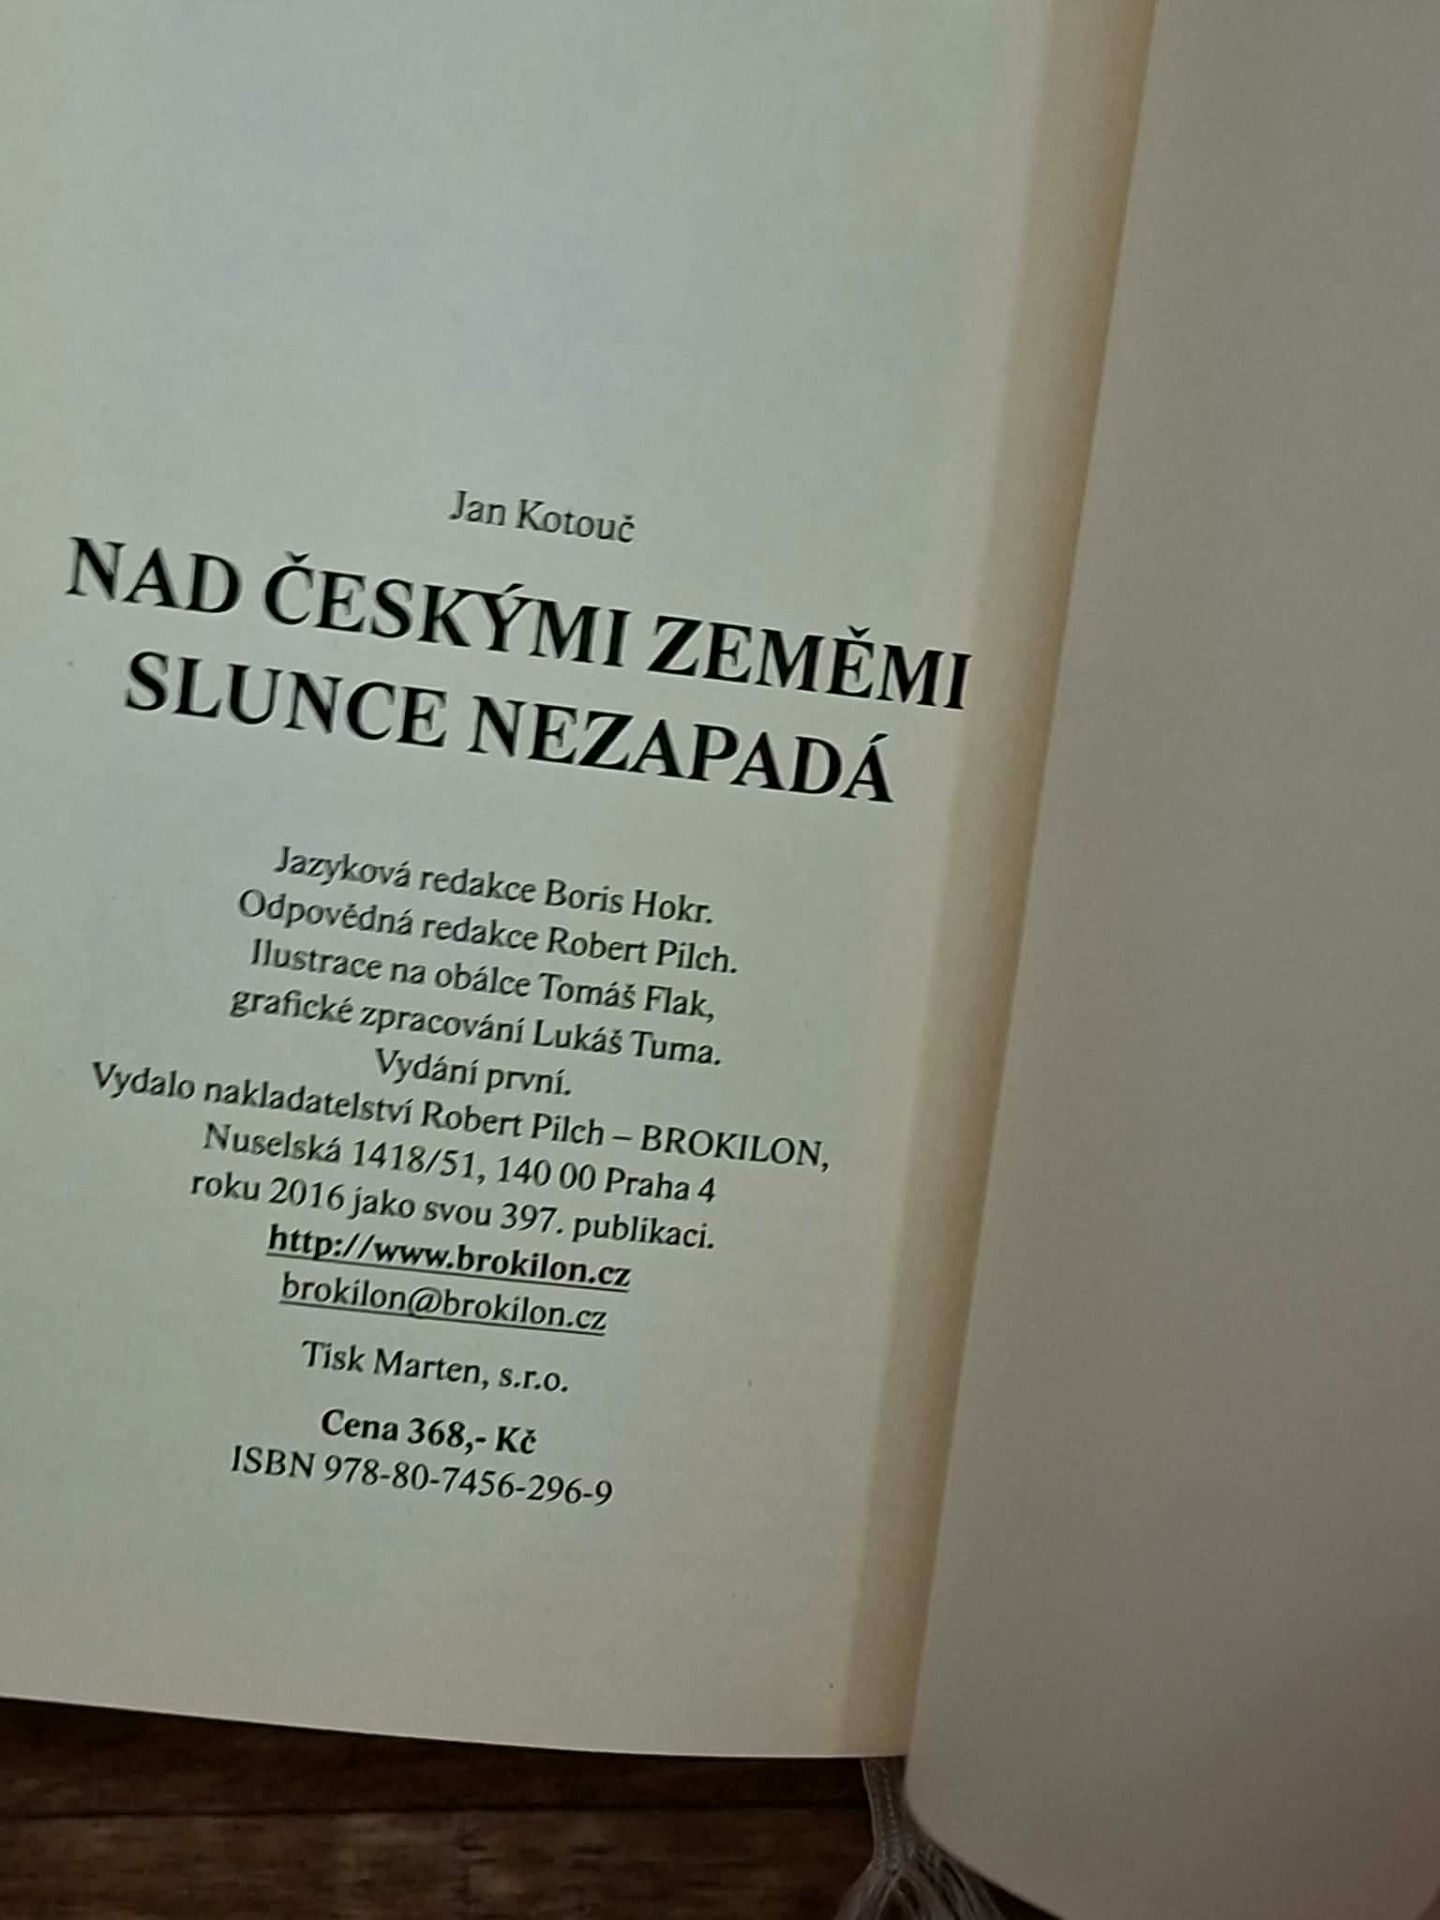 Jan Kotouč
NAD ČESKÝMI ZEMĚMI
SLUNCE NEZAPADÁ
Jazyková redakce Boris Hokr.
Odpovědná redakce Robert Pilch.
Ilustrace na obálce Tomáš Flak,
grafické zpracování Lukáš Tuma.
Vydání první.
Vydalo nakladatelství Robert Pilch – BROKILON,
Nuselská 1418/51, 140 00 Praha 4
roku 2016 jako svou 397. publikaci.
http://www.brokilon.cz
brokilon@brokilon.cz
Tisk Marten, s.r.o.
Cena 368,- Kč
ISBN 978-80-7456-296-9